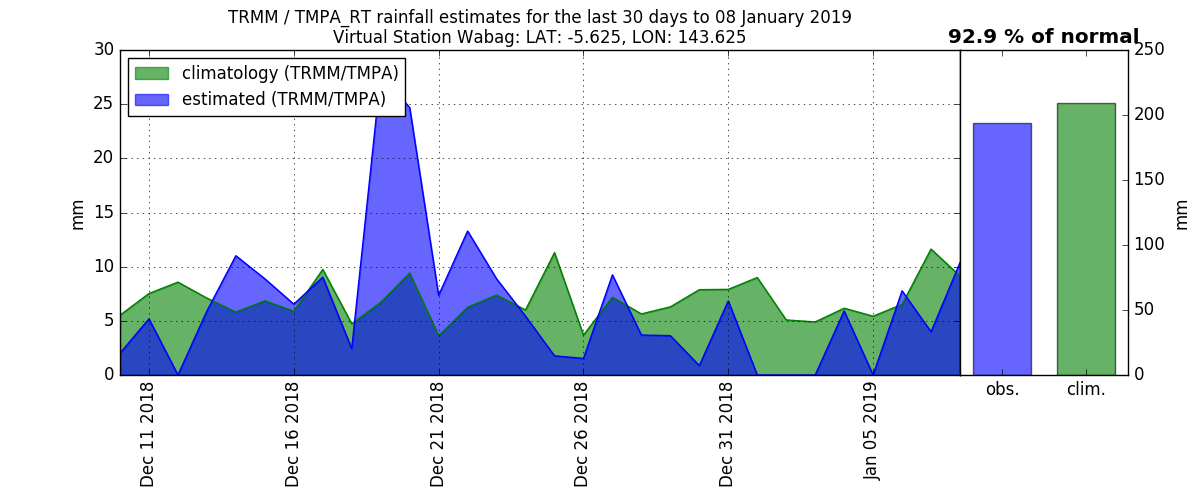 TRMM / TMPA_RT rainfall estimates for the last 30 days to 08 January 2019
Virtual Station Wabag: LAT: -5.625, LON: 143.625
92.9 % of normal
climatology (TRMM/TMPA)
estimated (TRMM/TMPA)
30
25
20
15
10
5
0
mm
Dec 11 2018
Dec 16 2018
Dec 21 2018
Dec 26 2018
Dec 31 2018
Jan 05 2019
obs.
clim.
250
200
150
100
50
0
mm